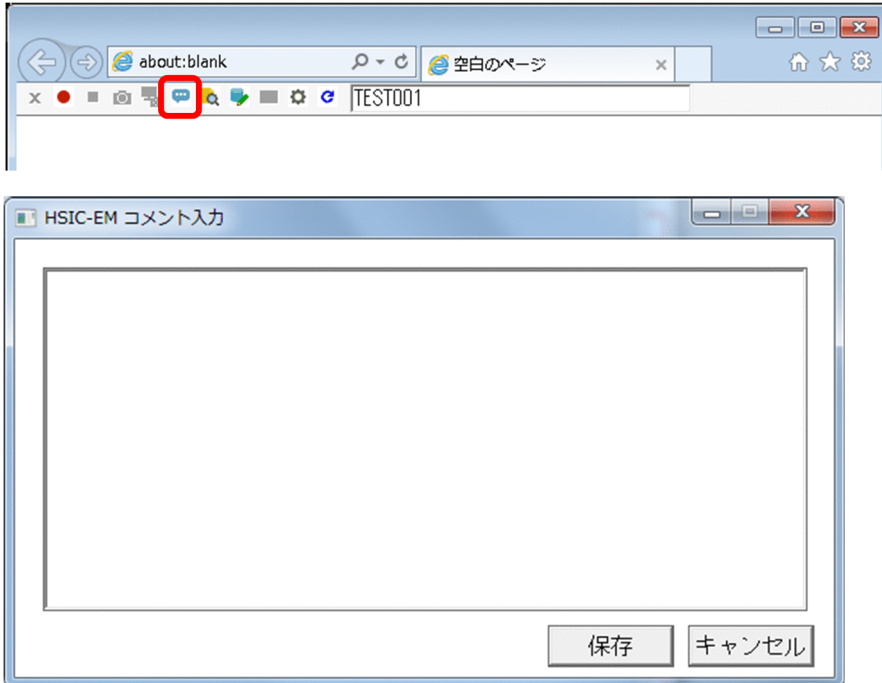 about:blank
空白のページ
TEST001
HSIC-EM コメント入力
保存
キャンセル